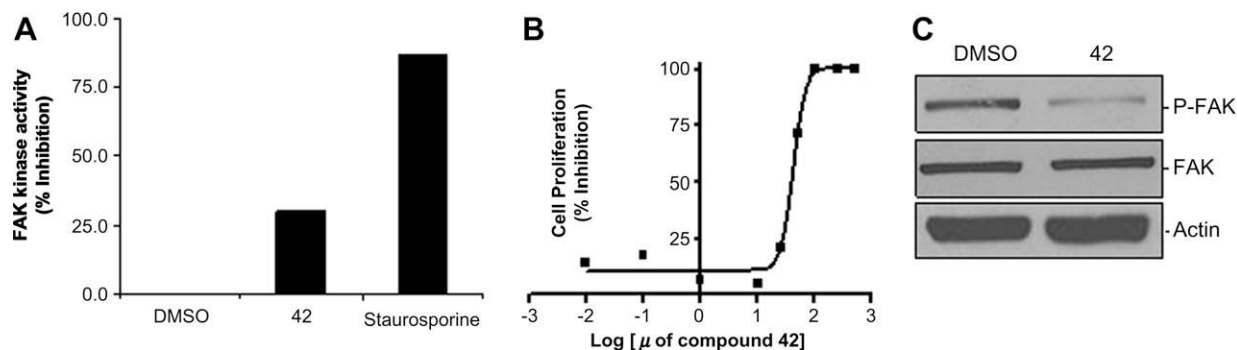 A
FAK kinase activity
(% Inhibition)
100.0
75.0
50.0
25.0
0.0
DMSO
42
Staurosporine
B
Cell Proliferation
(% Inhibition)
100
75
50
25
-3
-2
-1
0
1
2
3
Log [ μ of compound 42]
C
DMSO 42
P-FAK
FAK
Actin